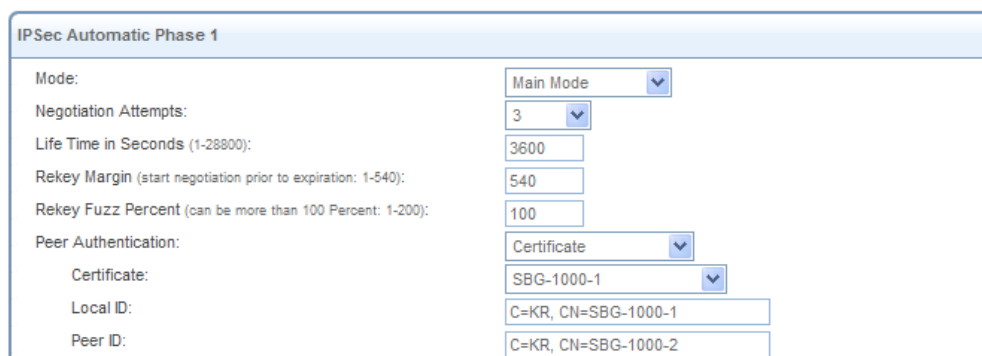 IPSec Automatic Phase 1
Mode: Main Mode
Negotiation Attempts: 3
Life Time in Seconds (1-28800): 3600
Rekey Margin (start negotiation prior to expiration: 1-540): 540
Rekey Fuzz Percent (can be more than 100 Percent: 1-200): 100
Peer Authentication: Certificate
Certificate: SBG-1000-1
Local ID: C=KR, CN=SBG-1000-1
Peer ID: C=KR, CN=SBG-1000-2